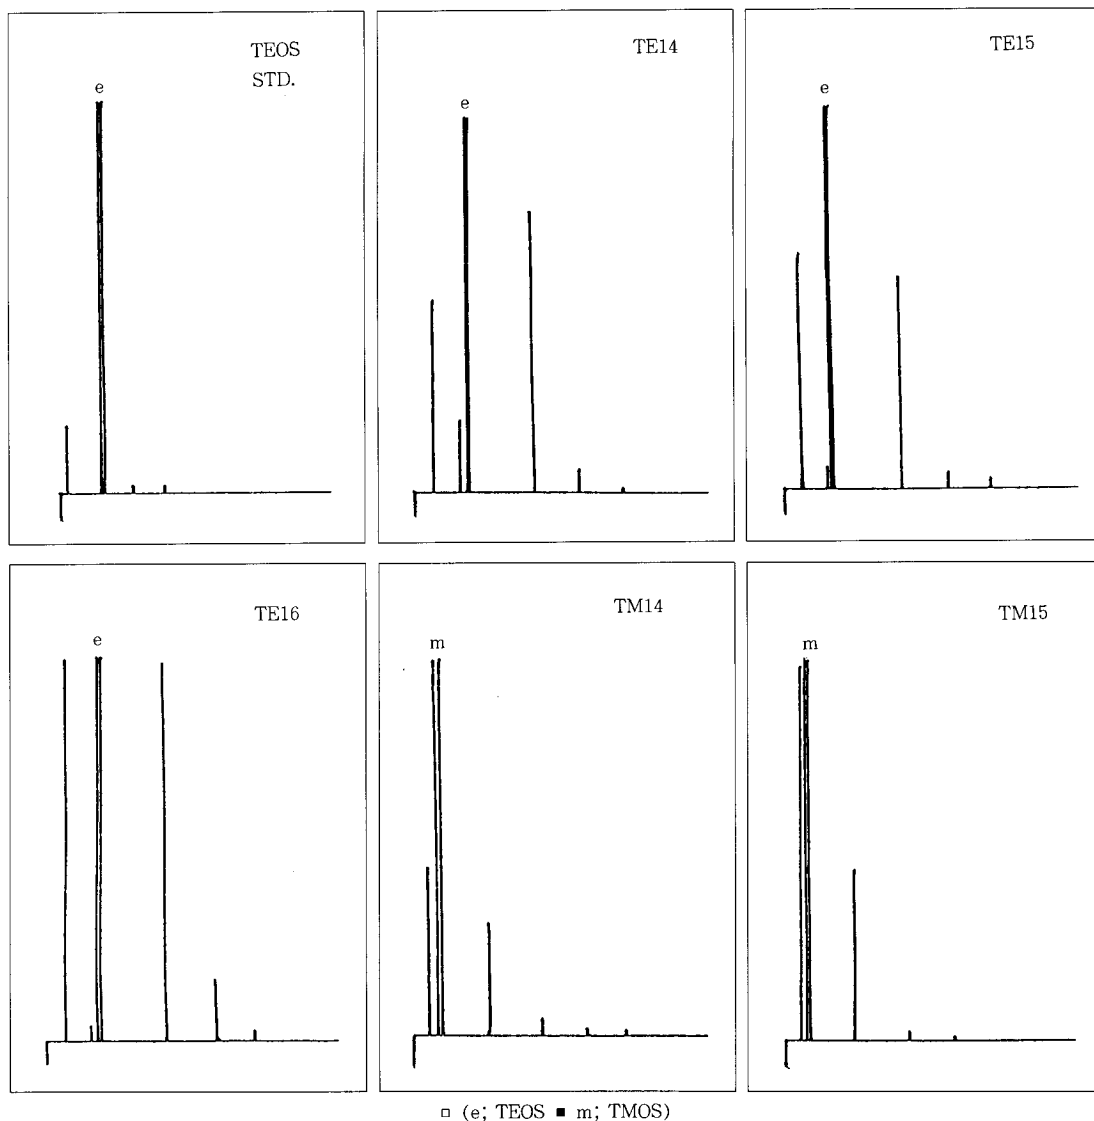 TEOS
STD.
e
TE14
e
TE15
e
TE16
e
TM14
m
TM15
m
□ (e; TEOS ■ m; TMOS)